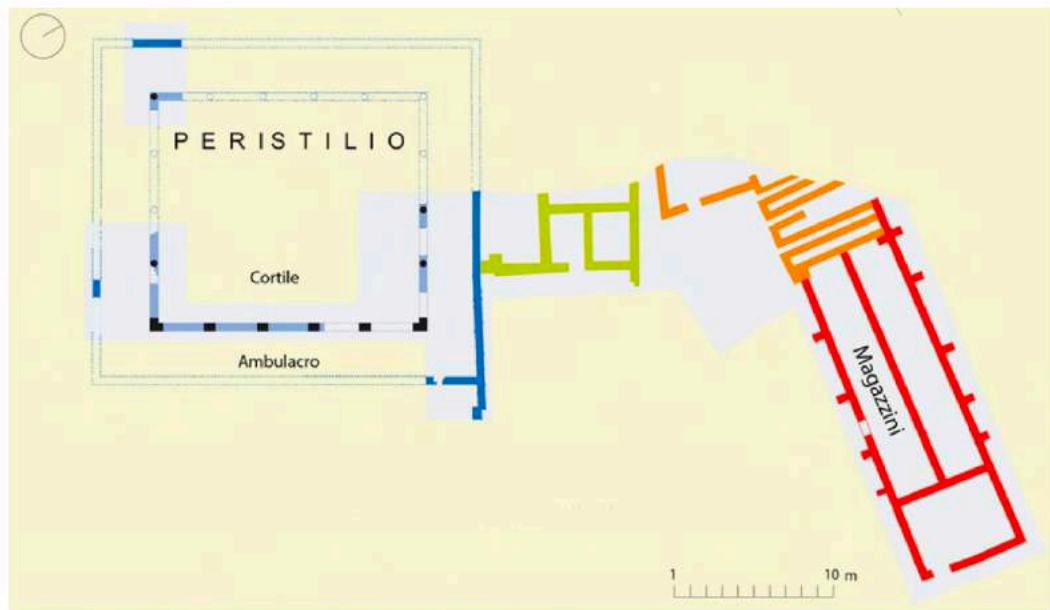 PERISTILIO
Cortile
Ambulacro
Magazzini
1 10 m